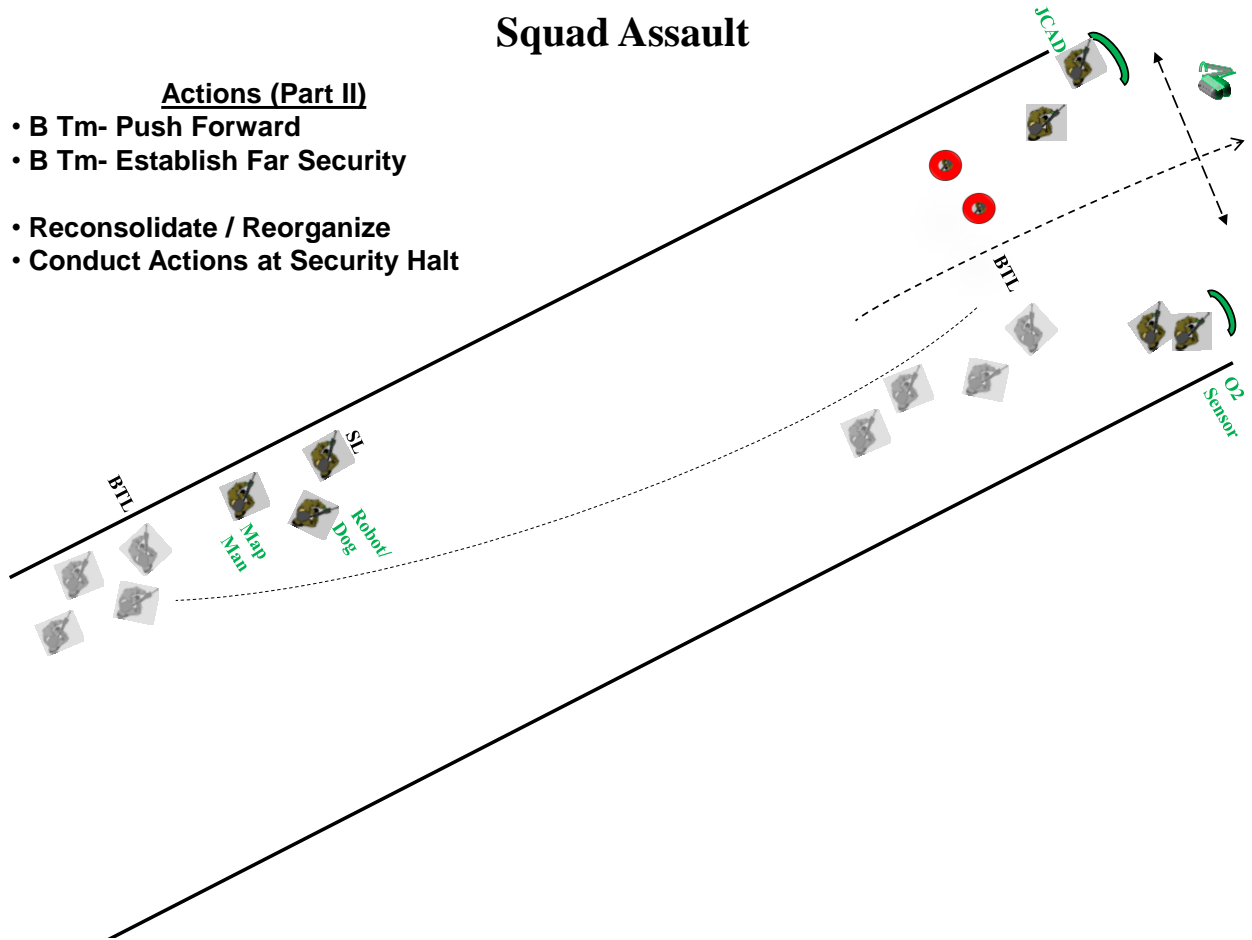 Squad Assault
JCAD
Actions (Part II)
• B Tm- Push Forward
• B Tm- Establish Far Security
• Reconsolidate / Reorganize
• Conduct Actions at Security Halt
BTL
O2
Sensor
SL
BTL
Map
Man
Robot/
Dog